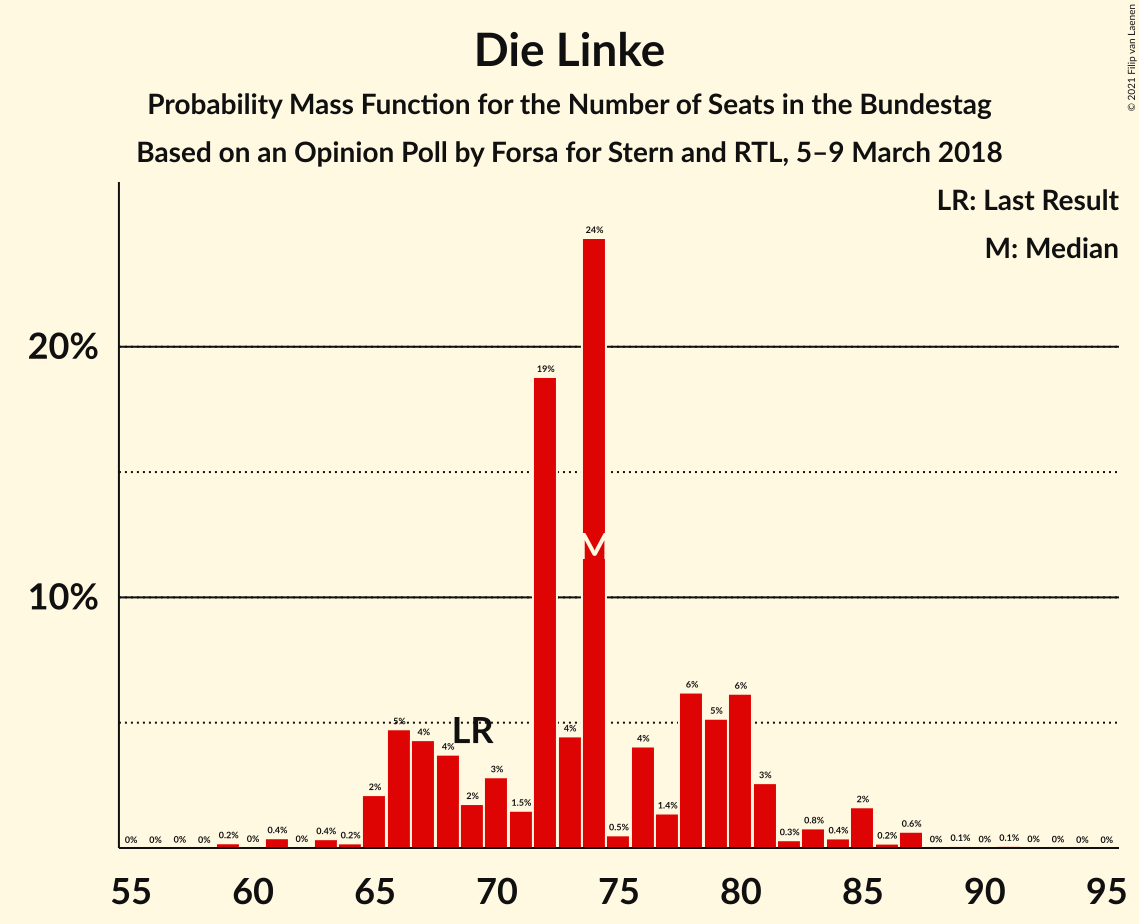 Die Linke
Probability Mass Function for the Number of Seats in the Bundestag
Based on an Opinion Poll by Forsa for Stern and RTL, 5–9 March 2018
© 2021 Filip van Laenen
LR: Last Result
M: Median
20%
10%
0% 0% 0% 0% 0.2% 0% 0.4% 0% 0.4% 0.2% 2% 5% 4% 4% 2% 3% 1.5% 19% 4% 24% 0.5% 4% 1.4% 6% 5% 6% 3% 0.3% 0.8% 0.4% 2% 0.2% 0.6% 0% 0.1% 0% 0.1% 0% 0% 0% 0%
LR
M
55 60 65 70 75 80 85 90 95